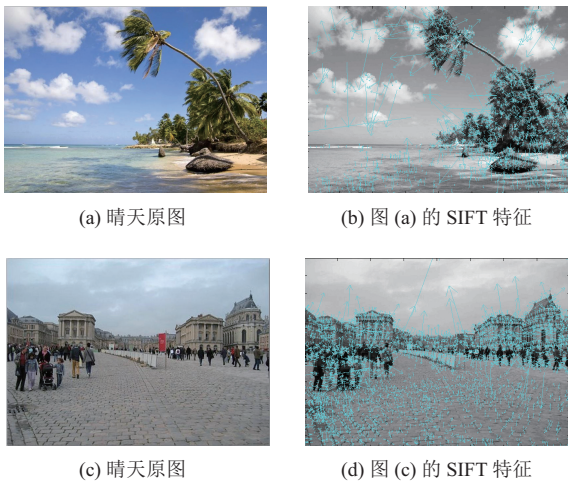 (a) 晴天原图
(b) 图 (a) 的 SIFT 特征
(c) 晴天原图
(d) 图 (c) 的 SIFT 特征